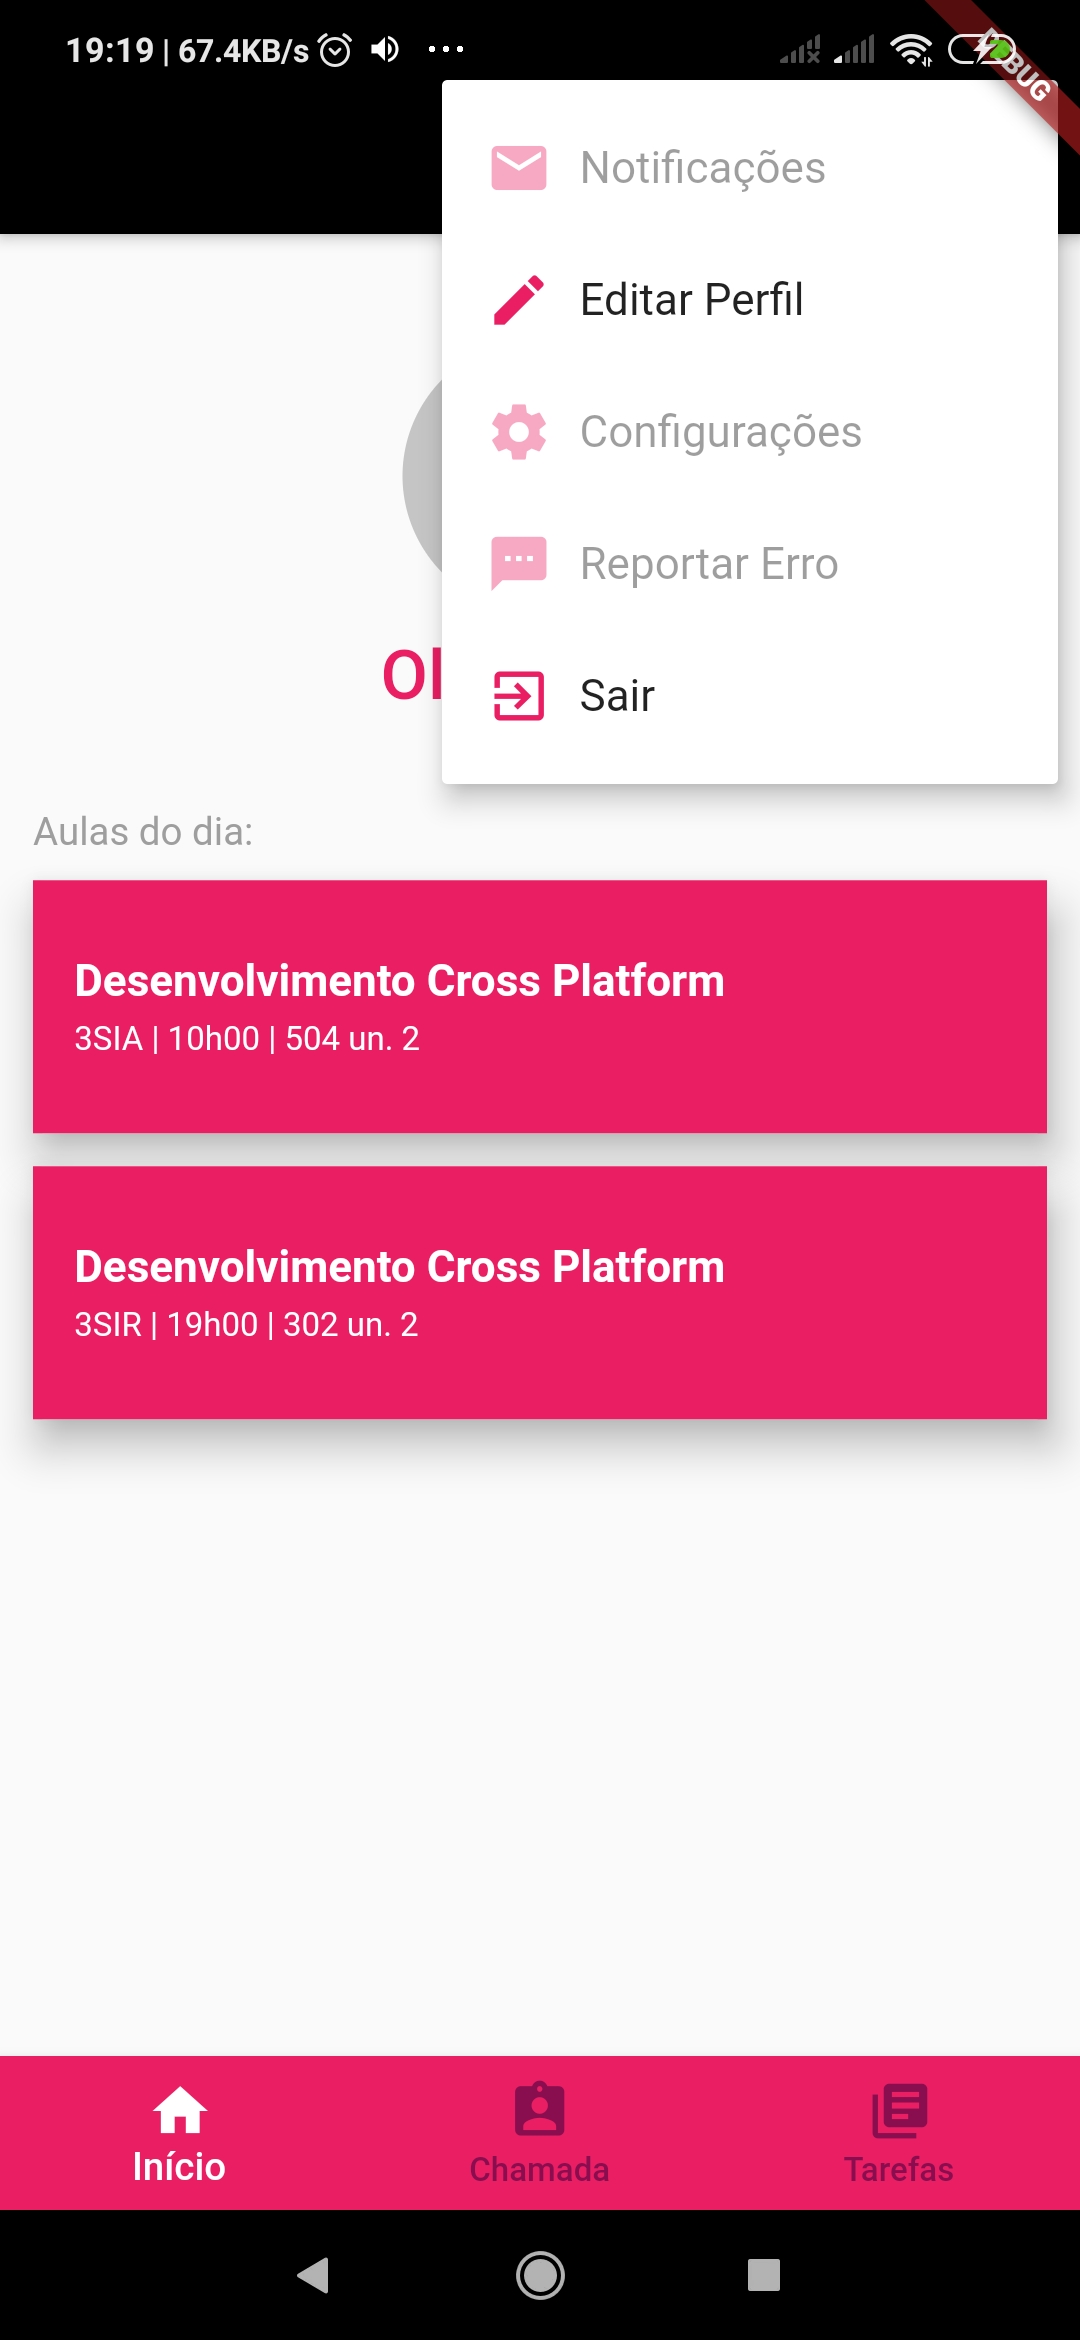 19:19 | 67.4KB/s
DEBUG
Notificações
Editar Perfil
Configurações
Reportar Erro
Sair
Aulas do dia:
Desenvolvimento Cross Platform
3SIA | 10h00 | 504 un. 2
Desenvolvimento Cross Platform
3SIR | 19h00 | 302 un. 2
Início
Chamada
Tarefas